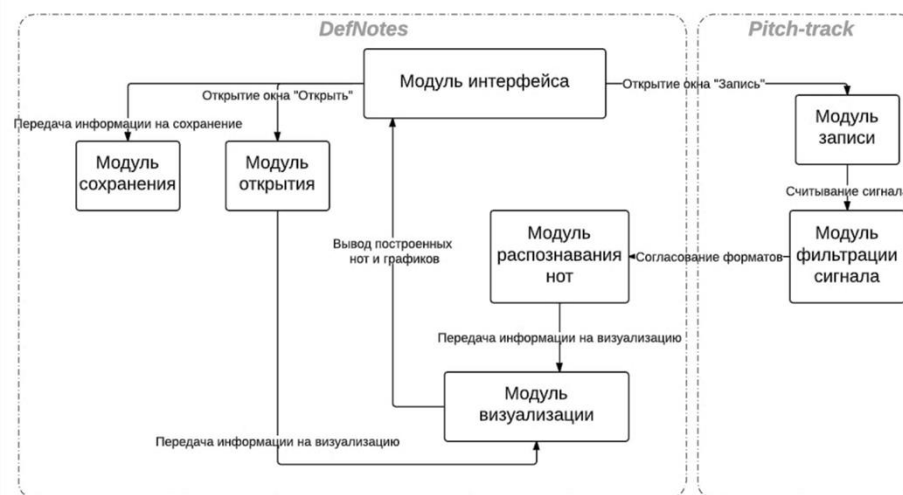 DefNotes
Pitch-track
Модуль интерфейса
Открытие окна "Открыть"
Открытие окна "Запись"
Передача информации на сохранение
Модуль
сохранения
Модуль
открытия
Модуль
записи
Считывание сигнала
Вывод построенных
нот и графиков
Модуль
распознавания
нот
Согласование форматов
Модуль
фильтрации
сигнала
Передача информации на визуализацию
Модуль
визуализации
Передача информации на визуализацию